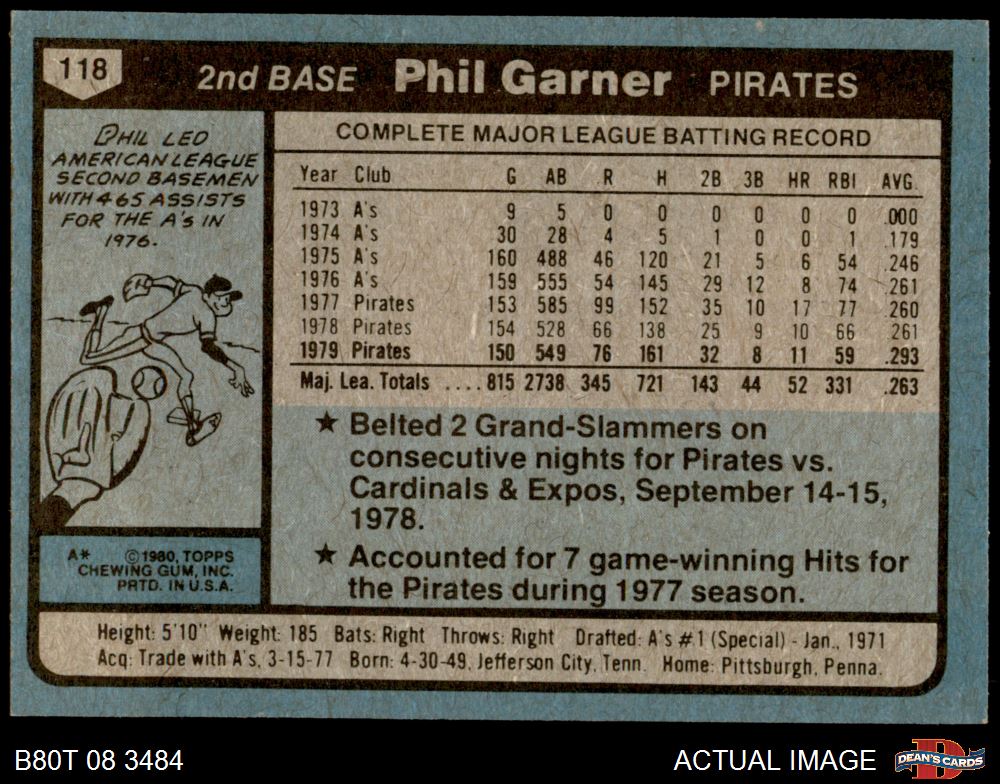 118
2nd BASE Phil Garner PIRATES
PHIL LED
AMERICAN LEAGUE
SECOND BASEMEN
WITH 465 ASSISTS
FOR THE A's IN
1976.
COMPLETE MAJOR LEAGUE BATTING RECORD
Year Club G AB R H 2B 3B HR RBI AVG.
1973 A's 9 5 0 0 0 0 0 0 .000
1974 A's 30 28 4 5 1 0 0 1 .179
1975 A's 160 488 46 120 21 5 6 54 .246
1976 A's 159 555 54 145 29 12 8 74 .261
1977 Pirates 153 585 99 152 35 10 17 77 .260
1978 Pirates 154 528 66 138 25 9 10 66 .261
1979 Pirates 150 549 76 161 32 8 11 59 .293
Maj. Lea. Totals ....815 2738 345 721 143 44 52 331 .263
★ Belted 2 Grand-Slammers on
consecutive nights for Pirates vs.
Cardinals & Expos, September 14-15,
1978.
★ Accounted for 7 game-winning Hits for
the Pirates during 1977 season.
A* ©1980, TOPPS
CHEWING GUM, INC.
PRTD. IN U.S.A.
Height: 5'10" Weight: 185 Bats: Right Throws: Right Drafted: A's #1 (Special) - Jan., 1971
Acq: Trade with A's, 3-15-77 Born: 4-30-49, Jefferson City, Tenn. Home: Pittsburgh, Penna.
B80T 08 3484
ACTUAL IMAGE
D
DEAN'S CARDS